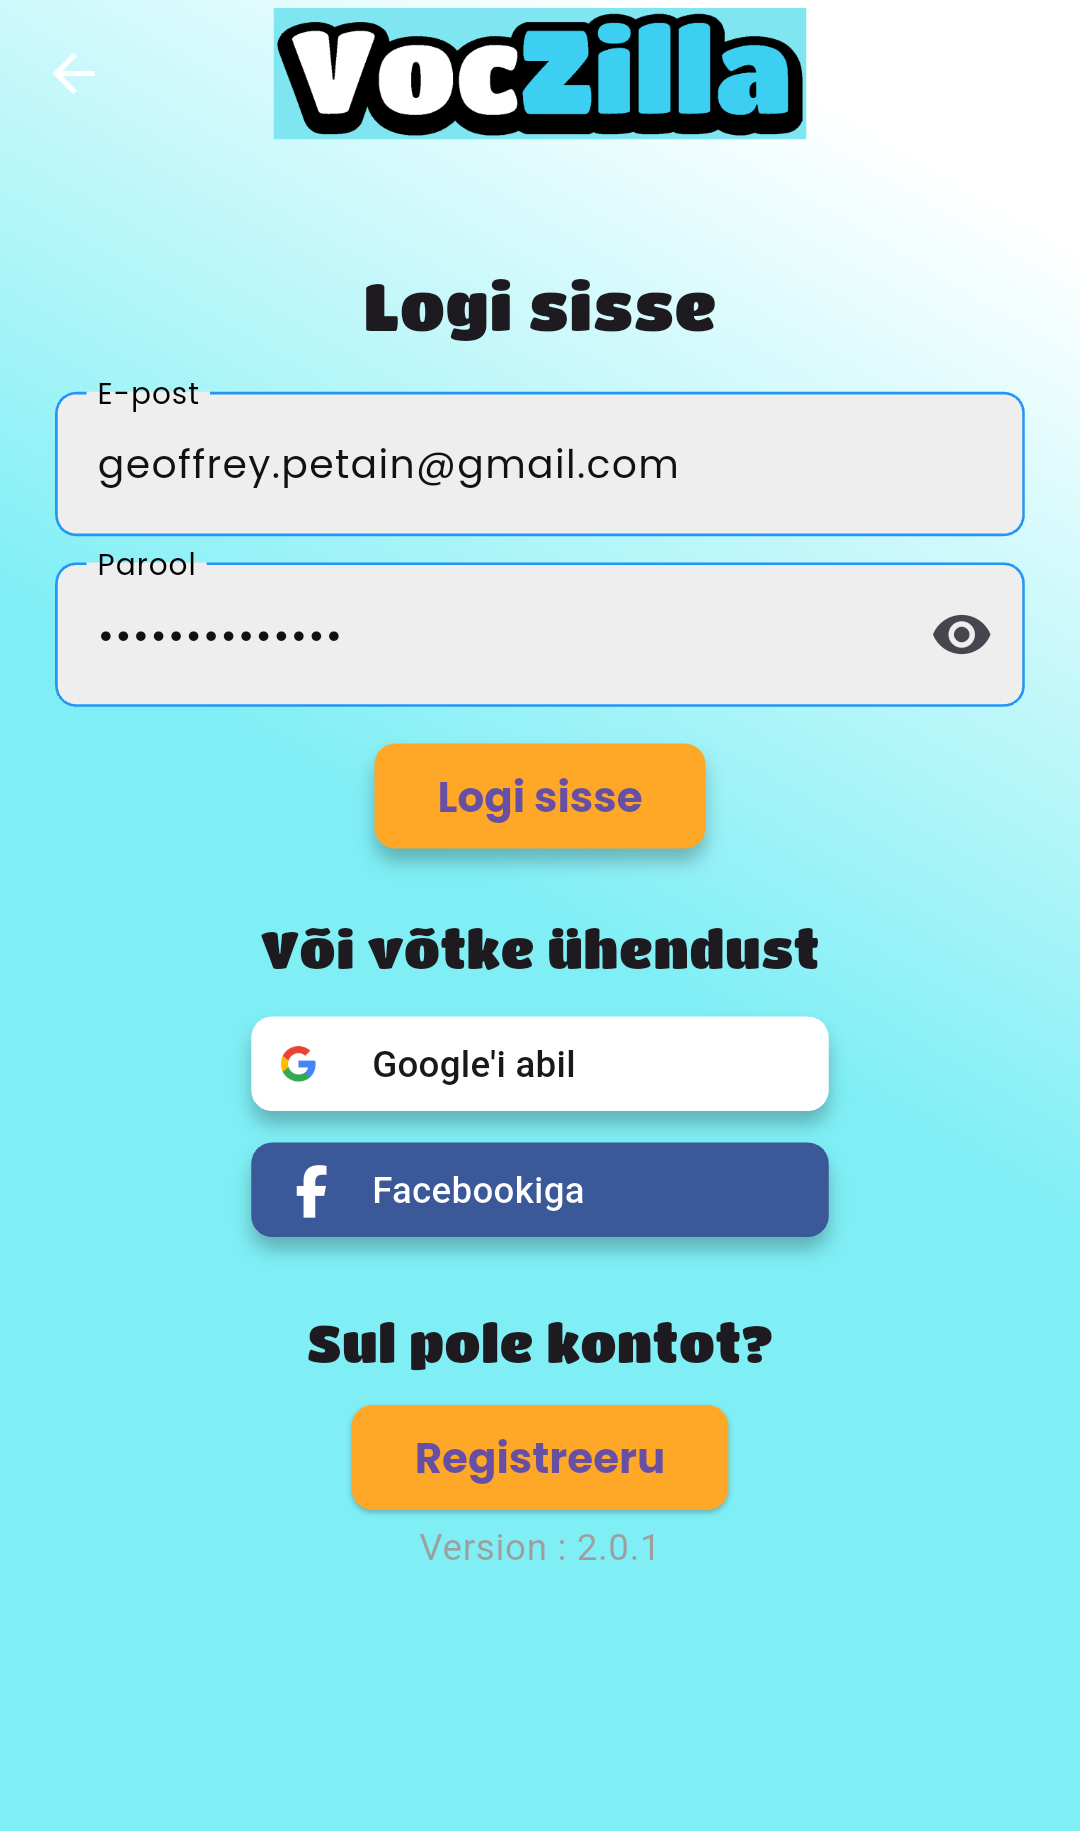 VocZilla
Logi sisse
E-post
geoffrey.petain@gmail.com
Parool
••••••••••••••
Logi sisse
Või võtke ühendust
Google'i abil
Facebookiga
Sul pole kontot?
Registreeru
Version : 2.0.1